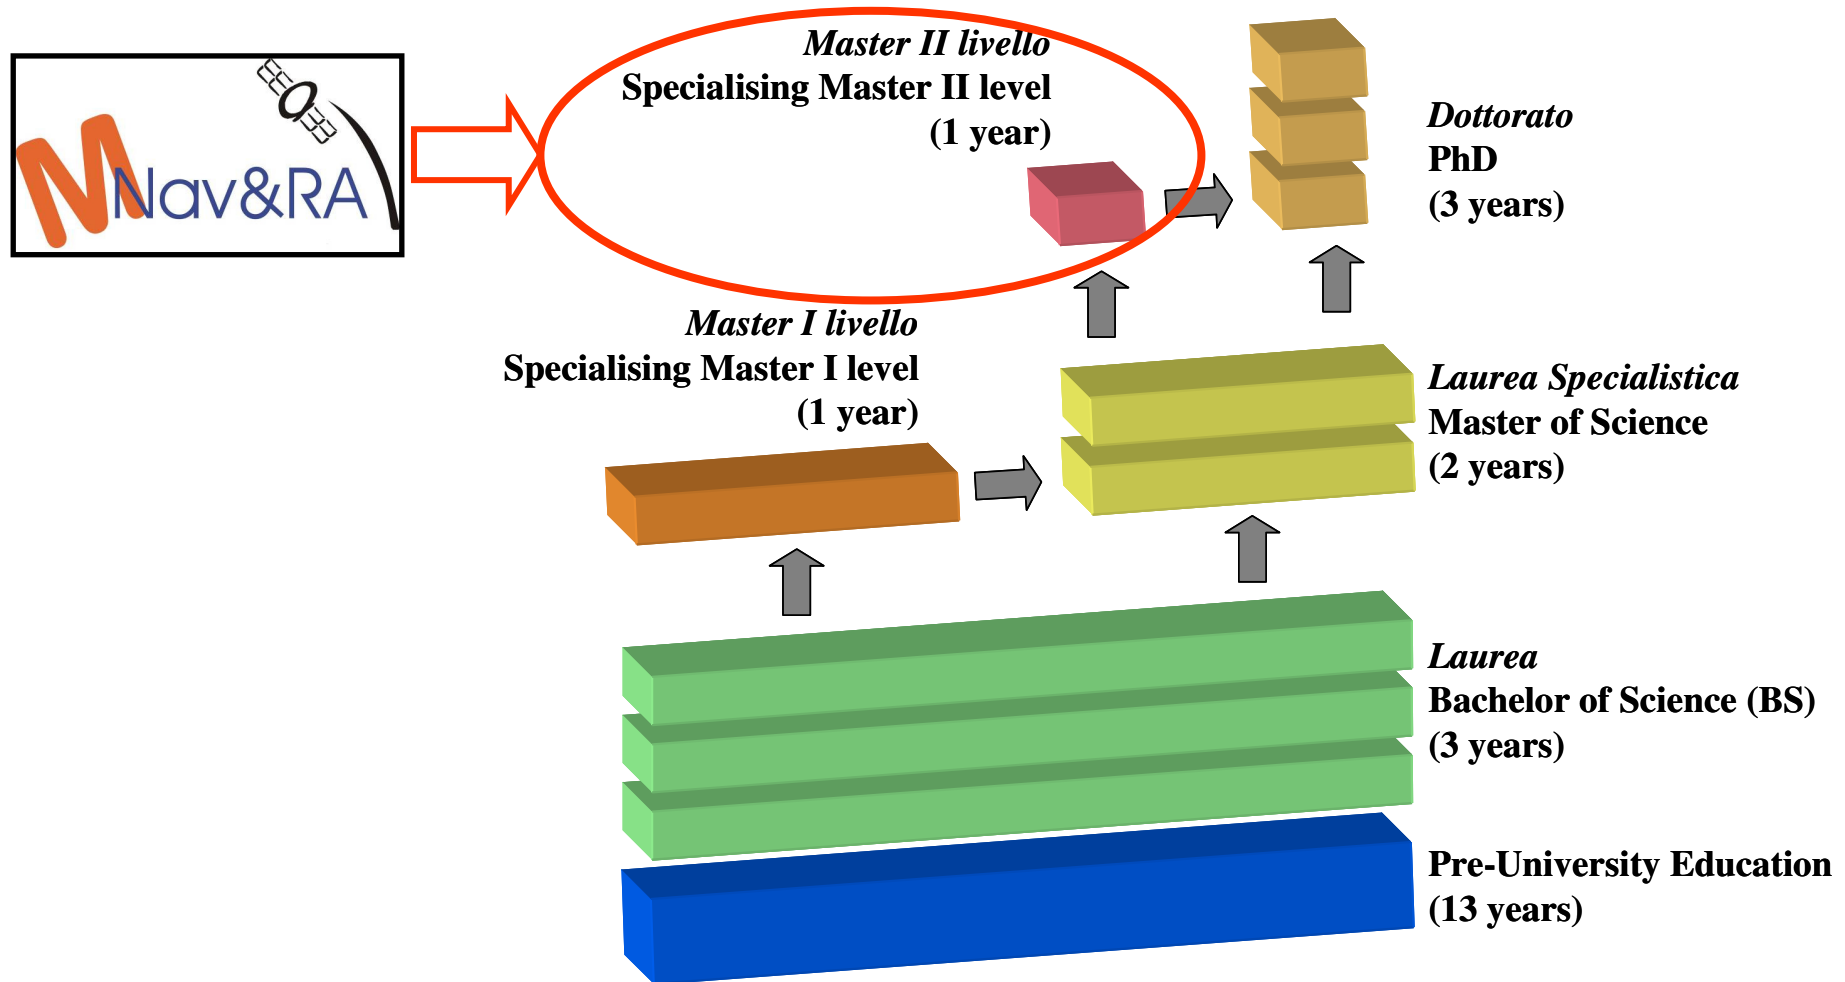 MNav&RA
Master II livello
Specialising Master II level
(1 year)
Dottorato
PhD
(3 years)
Master I livello
Specialising Master I level
(1 year)
Laurea Specialistica
Master of Science
(2 years)
Laurea
Bachelor of Science (BS)
(3 years)
Pre-University Education
(13 years)